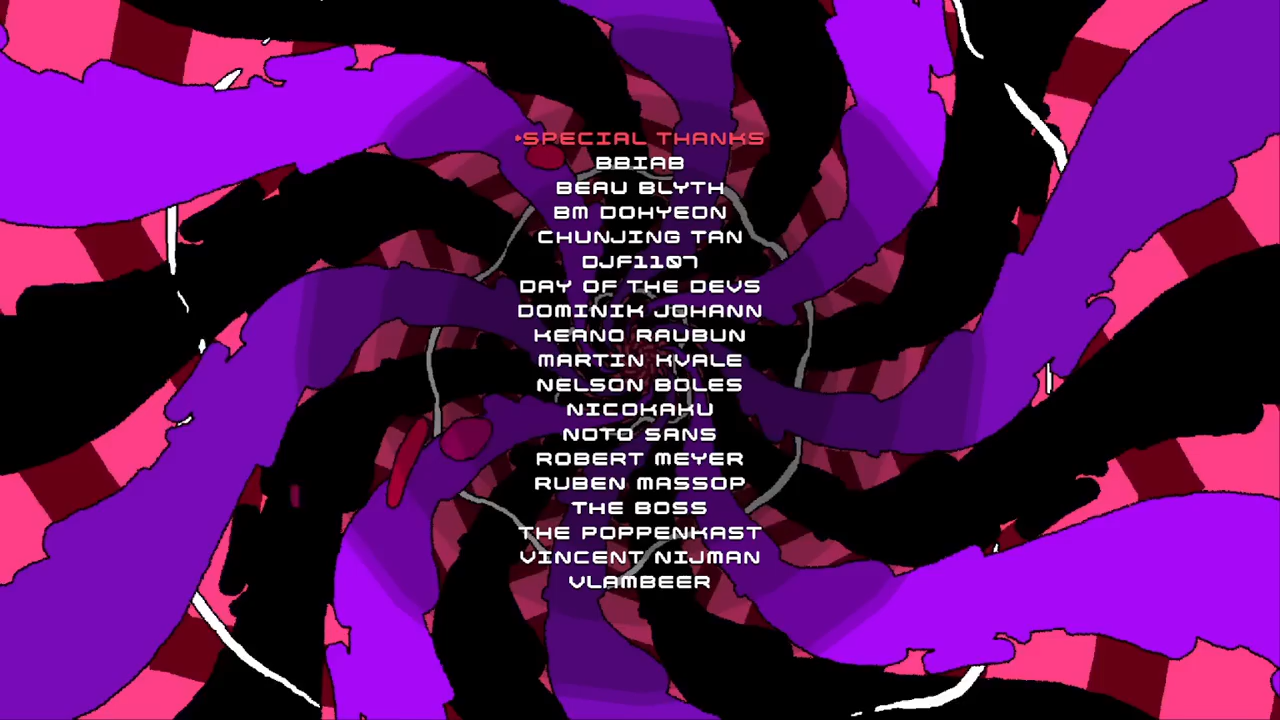 •SPECIAL THANKS
BBIAB
BEAU BLYTH
BM DOHYEON
CHUNJING TAN
DJF1107
DAY OF THE DEVS
DOMINIK JOHANN
KEANO RAUBUN
MARTIN KVALE
NELSON BOLES
NICOKAKU
NOTO SANS
ROBERT MEYER
RUBEN MASSOP
THE BOSS
THE POPPENKAST
VINCENT NIJMAN
VLAMBEER